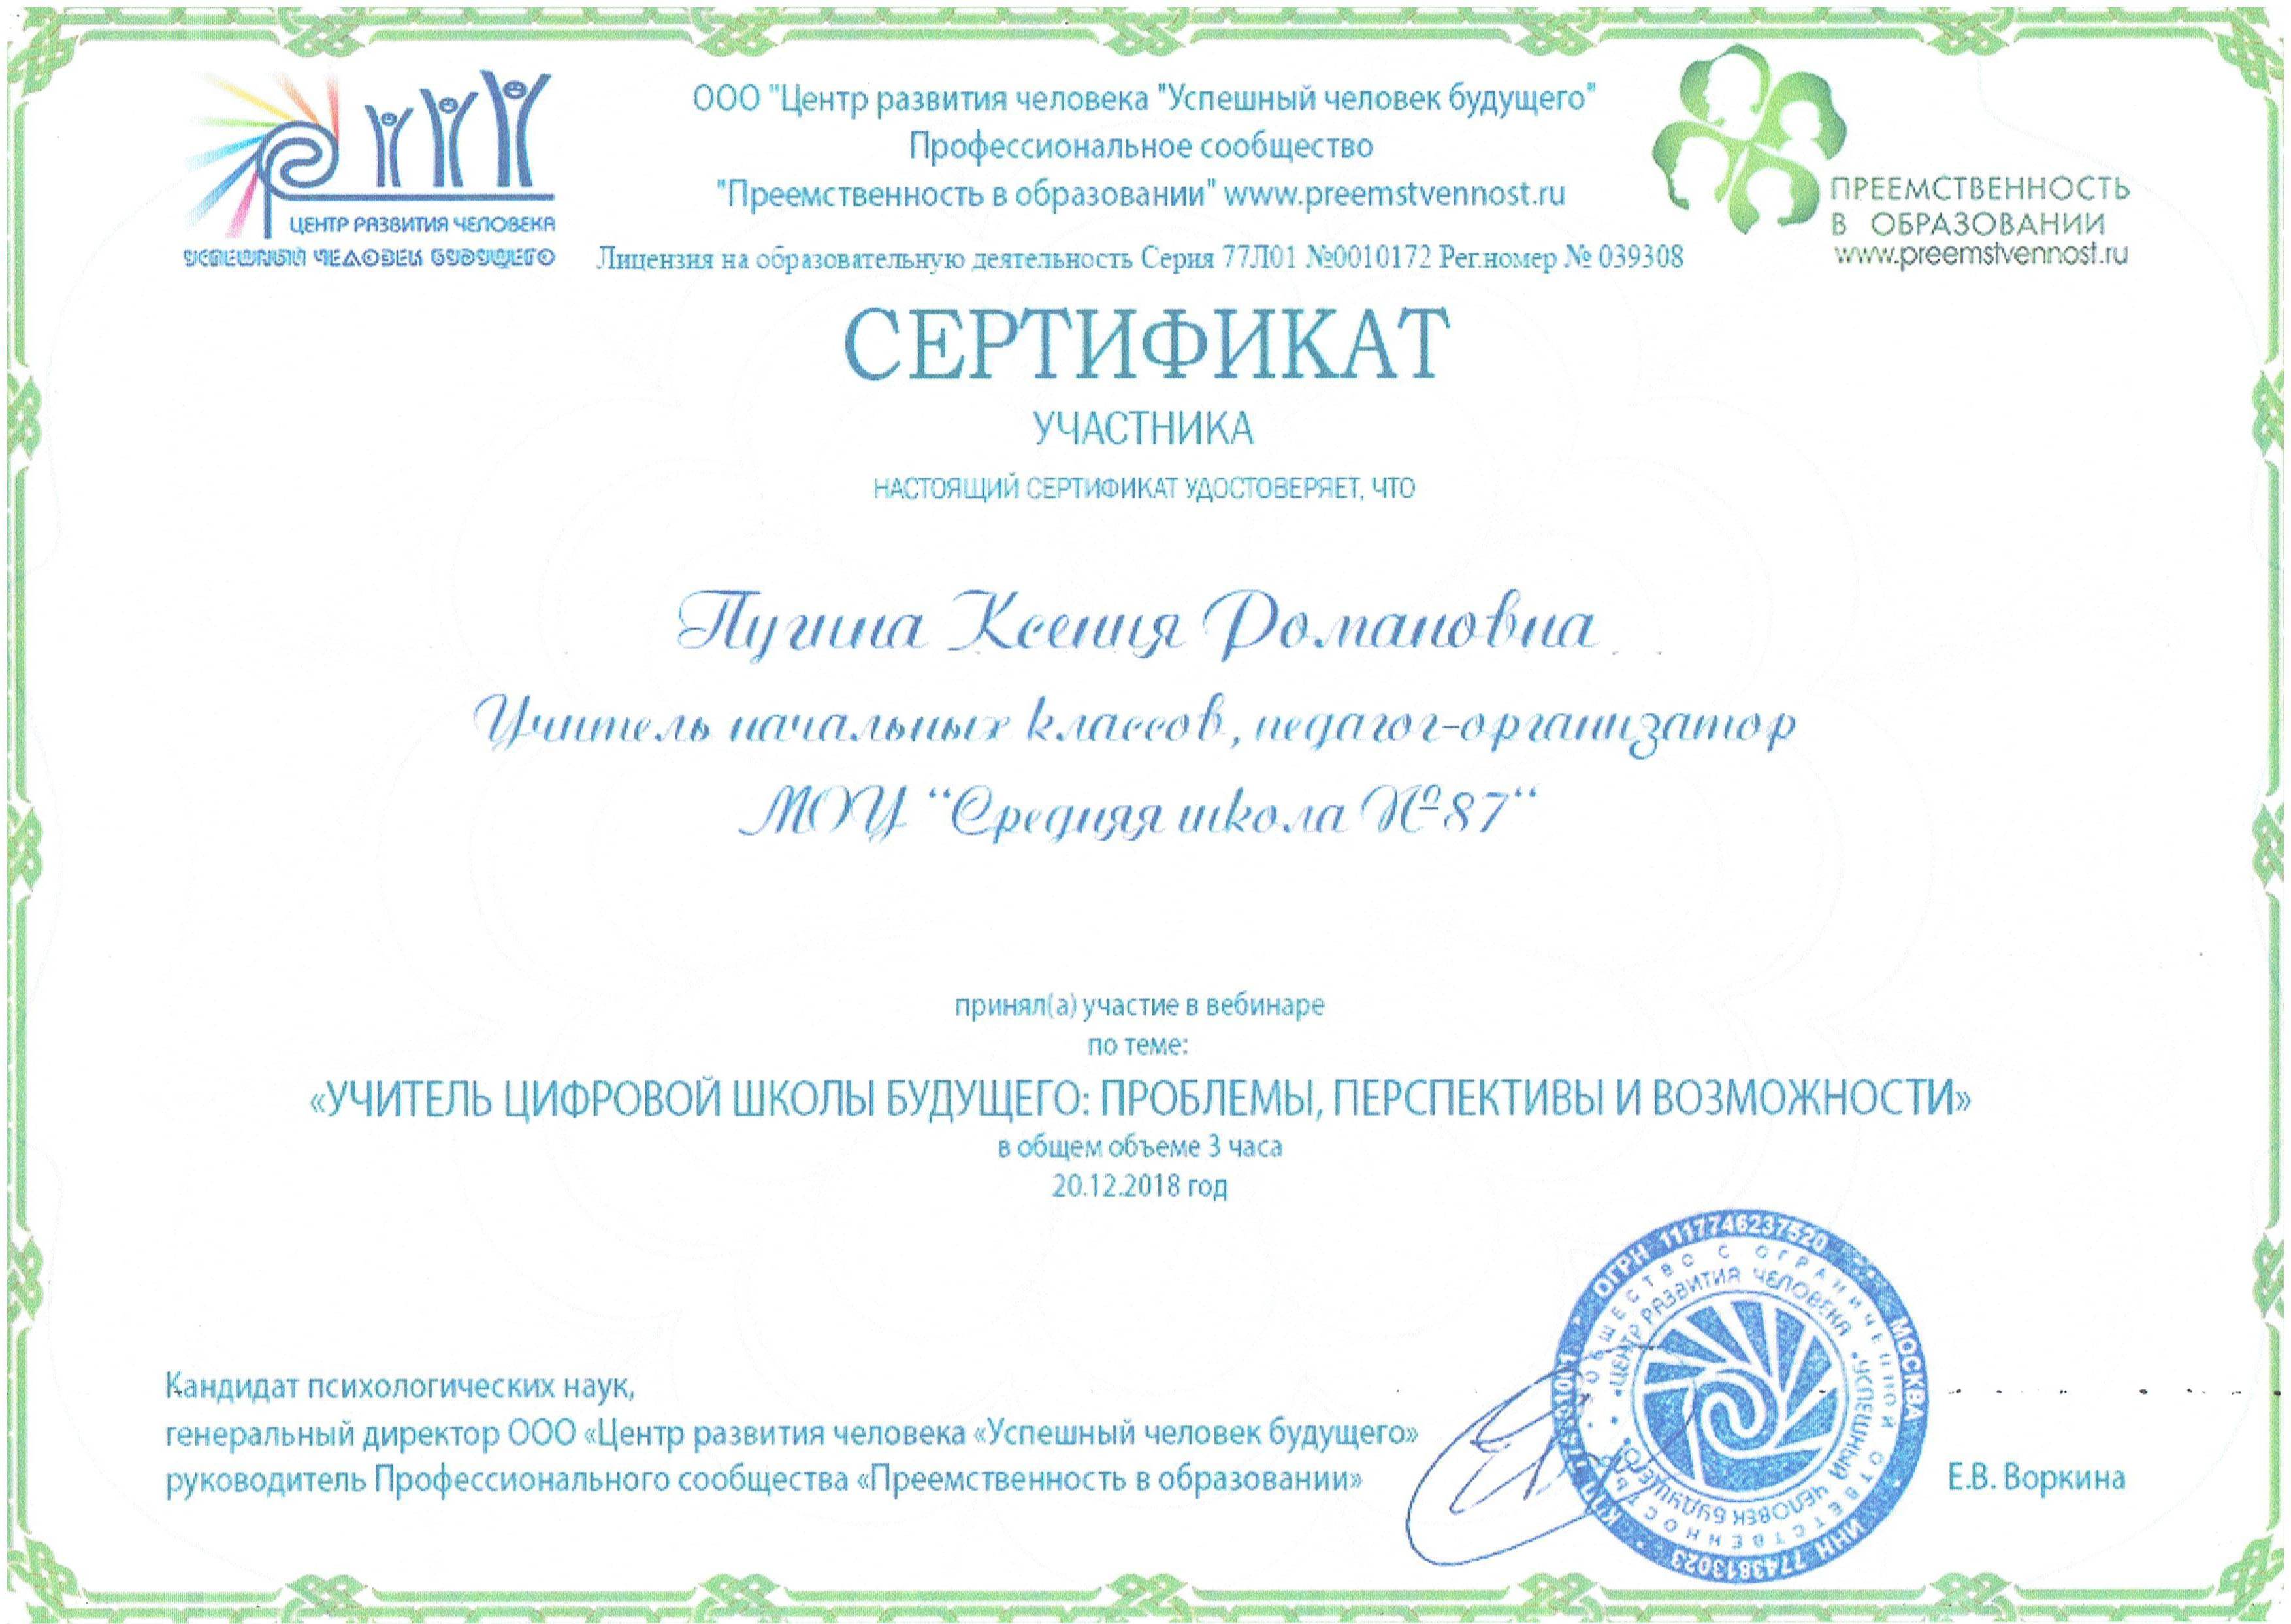 ООО "Центр развития человека "Успешный человек будущего"
Профессиональное сообщество
"Преемственность в образовании" www.preemstvennost.ru
Лицензия на образовательную деятельность Серия 77Л01 №0010172 Рег.номер № 039308
ЦЕНТР РАЗВИТИЯ ЧЕЛОВЕКА
УСПЕШНЫЙ ЧЕЛОВЕК БУДУЩЕГО
ПРЕЕМСТВЕННОСТЬ
В ОБРАЗОВАНИИ
www.preemstvennost.ru
СЕРТИФИКАТ
УЧАСТНИКА
НАСТОЯЩИЙ СЕРТИФИКАТ УДОСТОВЕРЯЕТ, ЧТО
Пугина Ксения Романовна
Учитель начальных классов, педагог-организатор
МОУ “Средняя школа №87“
принял(а) участие в вебинаре
по теме:
«УЧИТЕЛЬ ЦИФРОВОЙ ШКОЛЫ БУДУЩЕГО: ПРОБЛЕМЫ, ПЕРСПЕКТИВЫ И ВОЗМОЖНОСТИ»
в общем объеме 3 часа
20.12.2018 год
Кандидат психологических наук,
генеральный директор ООО «Центр развития человека «Успешный человек будущего»
руководитель Профессионального сообщества «Преемственность в образовании»
Е.В. Воркина
ОГРН 1117746237520 * МОСКВА * ИНН 7743813023 * КПП
ОБЩЕСТВО С ОГРАНИЧЕННОЙ ОТВЕТСТВЕННОСТЬЮ
ЦЕНТР РАЗВИТИЯ ЧЕЛОВЕКА «УСПЕШНЫЙ ЧЕЛОВЕК БУДУЩЕГО»